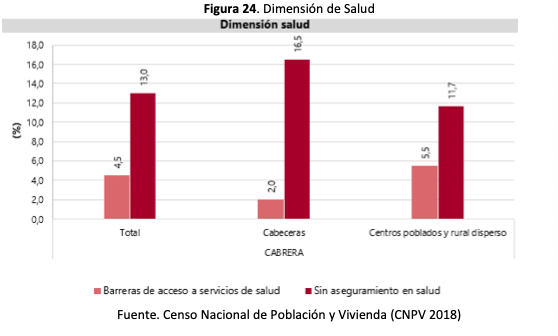 Figura 24. Dimensión de Salud
Dimensión salud
18,0
16,0
14,0
12,0
10,0
8,0
6,0
4,0
2,0
0,0
(%)
4,5
13,0
2,0
16,5
5,5
11,7
Total
Cabeceras
Centros poblados y rural disperso
CABRERA
Barreras de acceso a servicios de salud
Sin aseguramiento en salud
Fuente. Censo Nacional de Población y Vivienda (CNPV 2018)